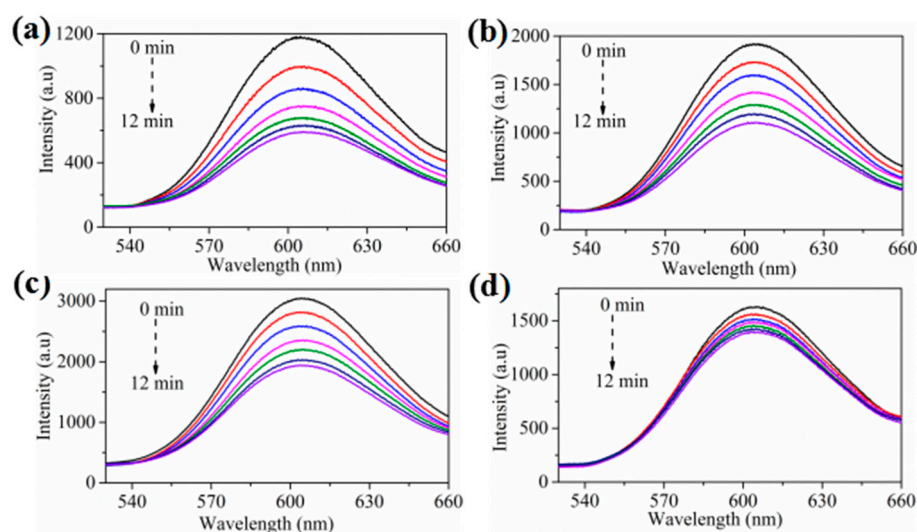 (a)
1200
800
400
0
Intensity (a.u)
0 min
12 min
540 570 600 630 660
Wavelength (nm)
(b)
2000
1500
1000
500
0
Intensity (a.u)
0 min
12 min
540 570 600 630 660
Wavelength (nm)
(c)
3000
2000
1000
0
Intensity (a.u)
0 min
12 min
540 570 600 630 660
Wavelength (nm)
(d)
1500
1000
500
0
Intensity (a.u)
0 min
12 min
540 570 600 630 660
Wavelength (nm)